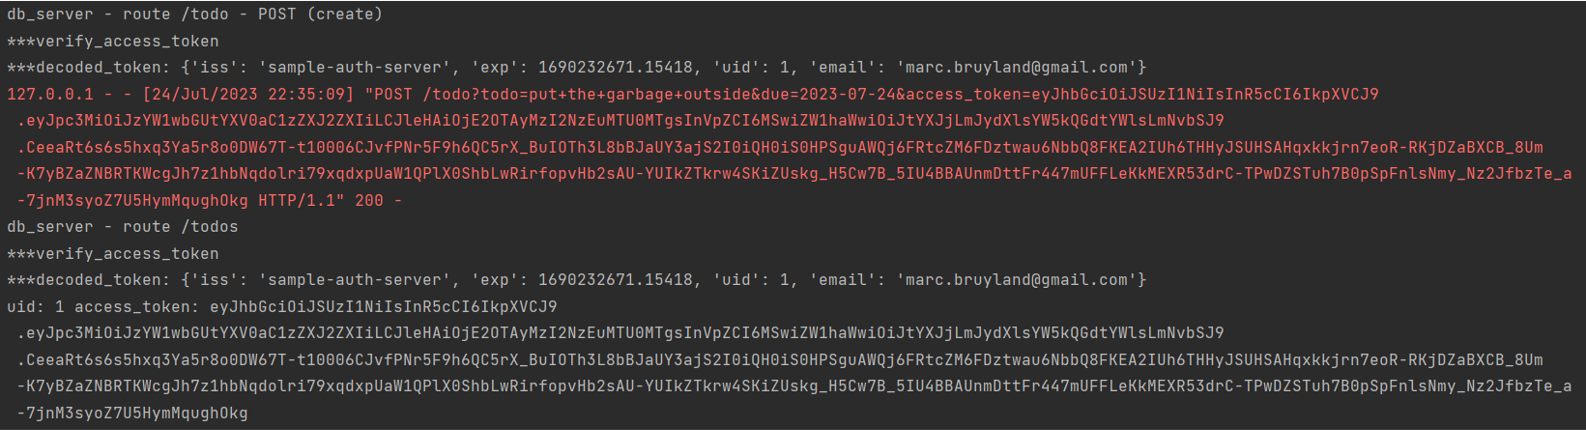 db_server - route /todo - POST (create)
***verify_access_token
***decoded_token: {'iss': 'sample-auth-server', 'exp': 1690232671.15418, 'uid': 1, 'email': 'marc.bruyland@gmail.com'}
127.0.0.1 - - [24/Jul/2023 22:35:09] "POST /todo?todo=put+the+garbage+outside&due=2023-07-24&access_token=eyJhbGciOiJSUzI1NiIsInR5cCI6IkpXVCJ9
.eyJpc3MiOiJzYW1wbGUtYXV0aC1zZXJ2ZXIiLCJleHAiOjE2OTAyMzI2NzEuMTU0MTgsInVpZCI6MSwiZW1haWwiOiJtYXJjLmJydXlsYW5kQGdtYWlsLmNvbSJ9
.CeeaRt6s6s5hxq3Ya5r8o0DW67T-t10006CJvfPNr5F9h6QC5rX_BuIOTh3L8bBJaUY3ajS2I0iQH0iS0HPSguAWQj6FRtcZM6FDztwau6NbbQ8FKEA2IUh6THHyJSUHSAHqxkkjrn7eoR-RKjDZaBXCB_8Um
-K7yBZaZNBRTKWcgJh7z1hbNqdolri79xqdxpUaW1QPlX0ShbLwRirfopvHb2sAU-YUIkZTkrw4SKiZUskg_H5Cw7B_5IU4BBAUnmDttFr447mUFFLeKkMEXR53drC-TPwDZSTuh7B0pSpFnlsNmy_Nz2JfbzTe_a
-7jnM3syoZ7U5HymMqughOkg HTTP/1.1" 200 -
db_server - route /todos
***verify_access_token
***decoded_token: {'iss': 'sample-auth-server', 'exp': 1690232671.15418, 'uid': 1, 'email': 'marc.bruyland@gmail.com'}
uid: 1 access_token: eyJhbGciOiJSUzI1NiIsInR5cCI6IkpXVCJ9
.eyJpc3MiOiJzYW1wbGUtYXV0aC1zZXJ2ZXIiLCJleHAiOjE2OTAyMzI2NzEuMTU0MTgsInVpZCI6MSwiZW1haWwiOiJtYXJjLmJydXlsYW5kQGdtYWlsLmNvbSJ9
.CeeaRt6s6s5hxq3Ya5r8o0DW67T-t10006CJvfPNr5F9h6QC5rX_BuIOTh3L8bBJaUY3ajS2I0iQH0iS0HPSguAWQj6FRtcZM6FDztwau6NbbQ8FKEA2IUh6THHyJSUHSAHqxkkjrn7eoR-RKjDZaBXCB_8Um
-K7yBZaZNBRTKWcgJh7z1hbNqdolri79xqdxpUaW1QPlX0ShbLwRirfopvHb2sAU-YUIkZTkrw4SKiZUskg_H5Cw7B_5IU4BBAUnmDttFr447mUFFLeKkMEXR53drC-TPwDZSTuh7B0pSpFnlsNmy_Nz2JfbzTe_a
-7jnM3syoZ7U5HymMqughOkg